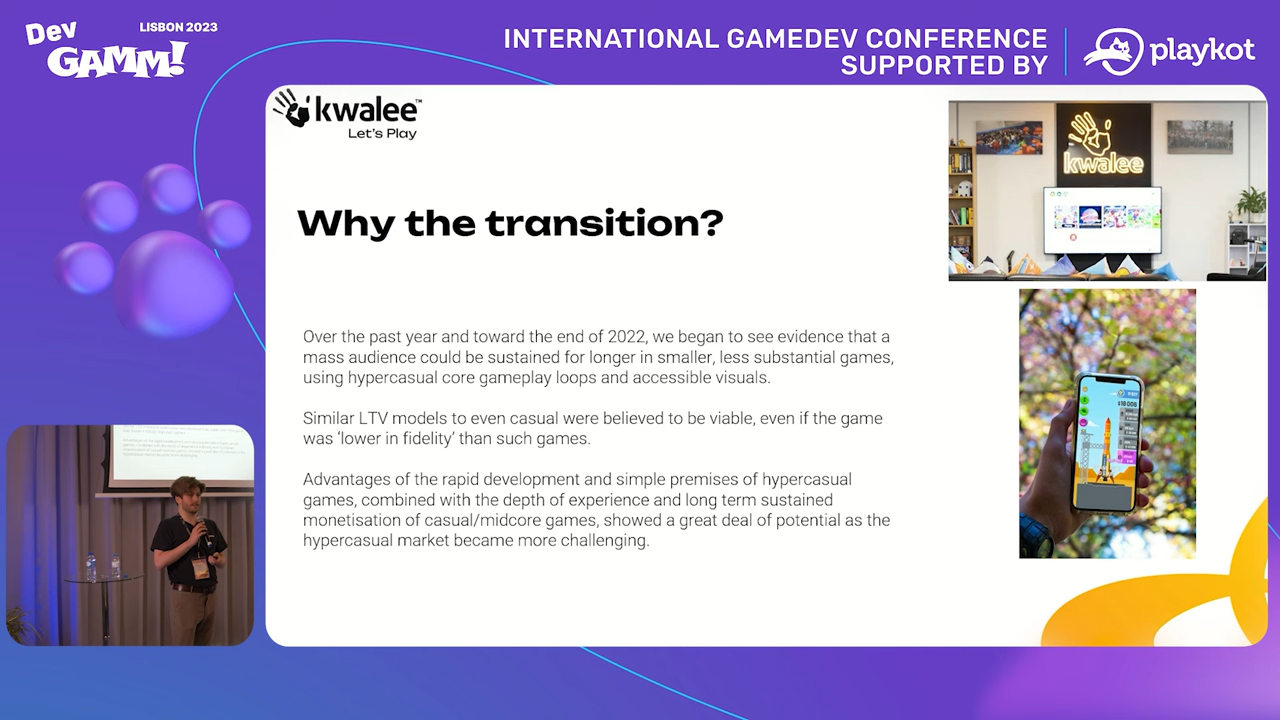 Dev
GAMM!
LISBON 2023
INTERNATIONAL GAMEDEV CONFERENCE
SUPPORTED BY
playkot
kwalee™
Let's Play
kwalee
Why the transition?
Over the past year and toward the end of 2022, we began to see evidence that a
mass audience could be sustained for longer in smaller, less substantial games,
using hypercasual core gameplay loops and accessible visuals.
Similar LTV models to even casual were believed to be viable, even if the game
was ‘lower in fidelity’ than such games.
Advantages of the rapid development and simple premises of hypercasual
games, combined with the depth of experience and long term sustained
monetisation of casual/midcore games, showed a great deal of potential as the
hypercasual market became more challenging.